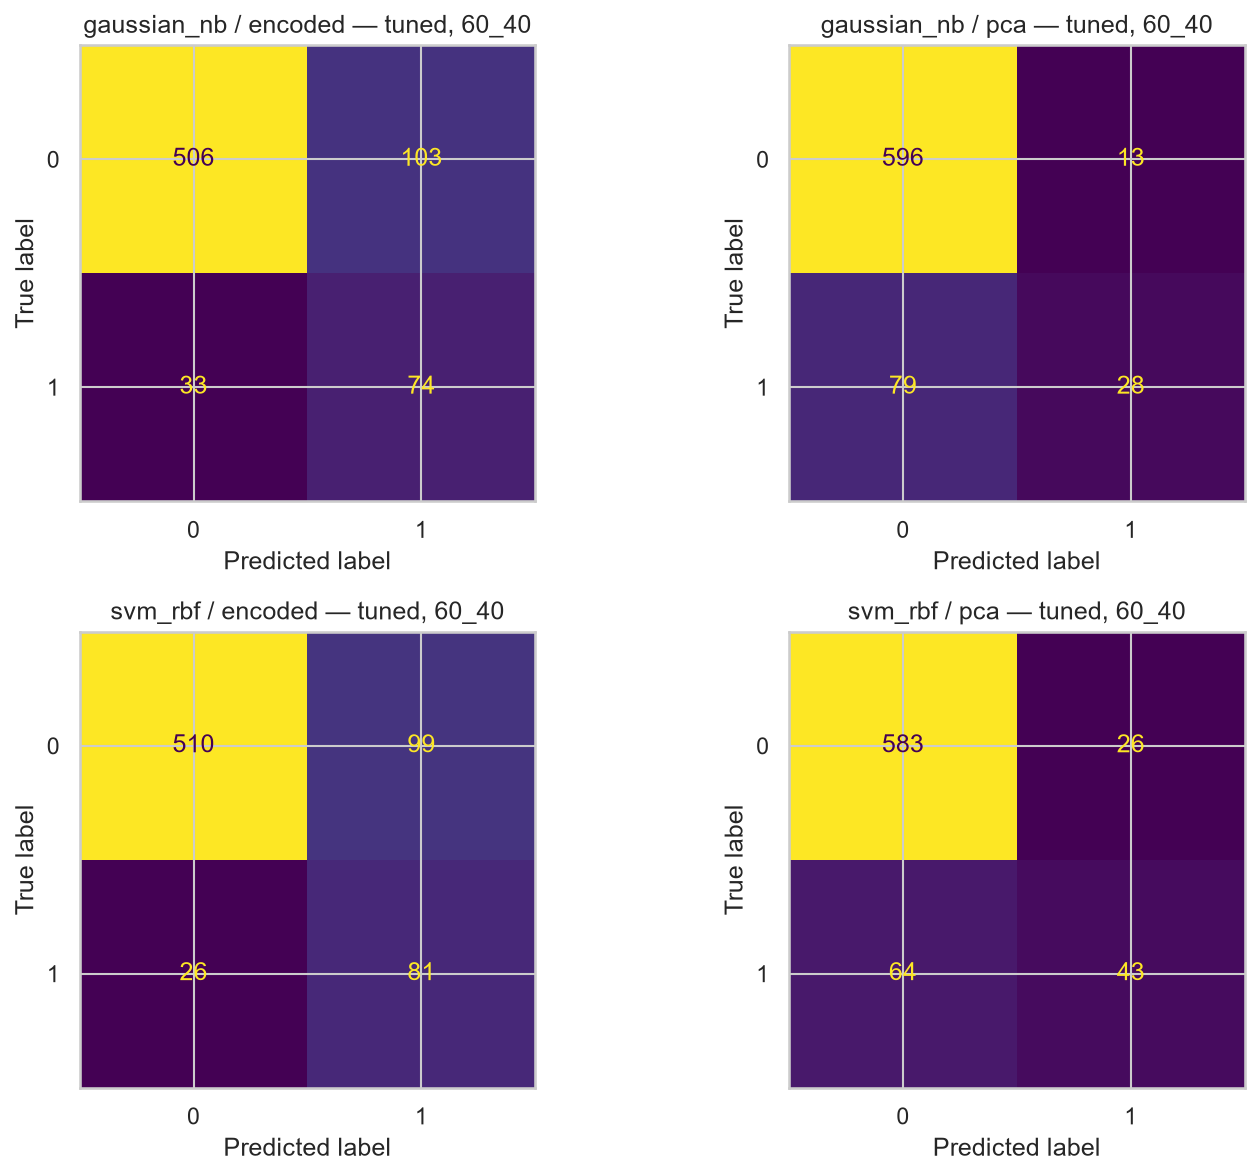 gaussian_nb / encoded — tuned, 60_40
0
506
103
True label
1
33
74
0
1
Predicted label
gaussian_nb / pca — tuned, 60_40
0
596
13
True label
1
79
28
0
1
Predicted label
svm_rbf / encoded — tuned, 60_40
0
510
99
True label
1
26
81
0
1
Predicted label
svm_rbf / pca — tuned, 60_40
0
583
26
True label
1
64
43
0
1
Predicted label